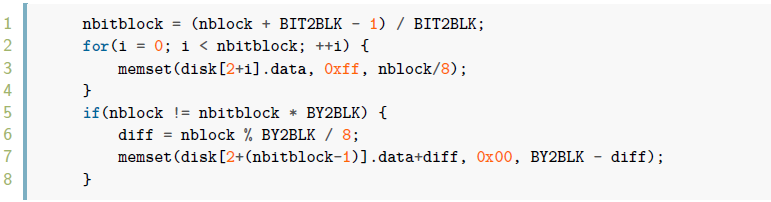 1 nbitblock = (nblock + BIT2BLK - 1) / BIT2BLK;
2 for(i = 0; i < nbitblock; ++i) {
3 memset(disk[2+i].data, 0xff, nblock/8);
4 }
5 if(nblock != nbitblock * BY2BLK) {
6 diff = nblock % BY2BLK / 8;
7 memset(disk[2+(nbitblock-1)].data+diff, 0x00, BY2BLK - diff);
8 }